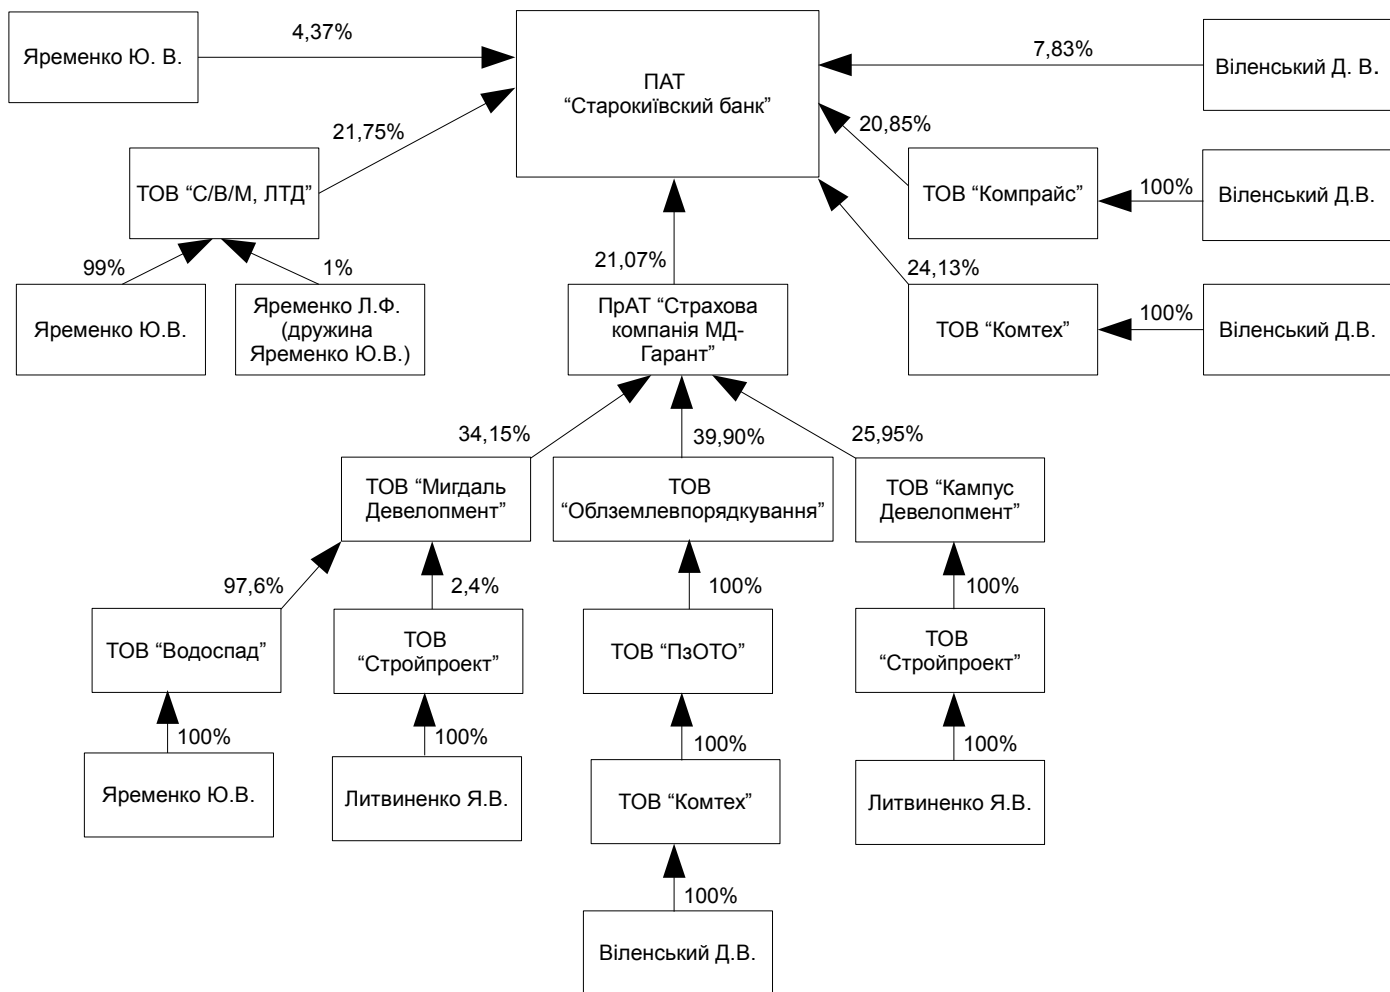 4,37%
Яременко Ю. В.
ПАТ
“Старокиївский банк”
7,83%
Віленський Д. В.
21,75%
20,85%
ТОВ “С/В/М, ЛТД”
ТОВ “Компрайс”
100%
Віленський Д.В.
99%
1%
21,07%
24,13%
Яременко Ю.В.
Яременко Л.Ф.
(дружина
Яременко Ю.В.)
ПрАТ “Страхова
компанія МД-
Гарант”
ТОВ “Комтех”
100%
Віленський Д.В.
34,15%
39,90%
25,95%
ТОВ “Мигдаль
Девелопмент”
ТОВ
“Облземлевпорядкування”
ТОВ “Кампус
Девелопмент”
97,6%
2,4%
100%
100%
ТОВ “Водоспад”
ТОВ
“Стройпроект”
ТОВ “ПзОТО”
ТОВ
“Стройпроект”
100%
100%
100%
100%
Яременко Ю.В.
Литвиненко Я.В.
ТОВ “Комтех”
Литвиненко Я.В.
100%
Віленський Д.В.